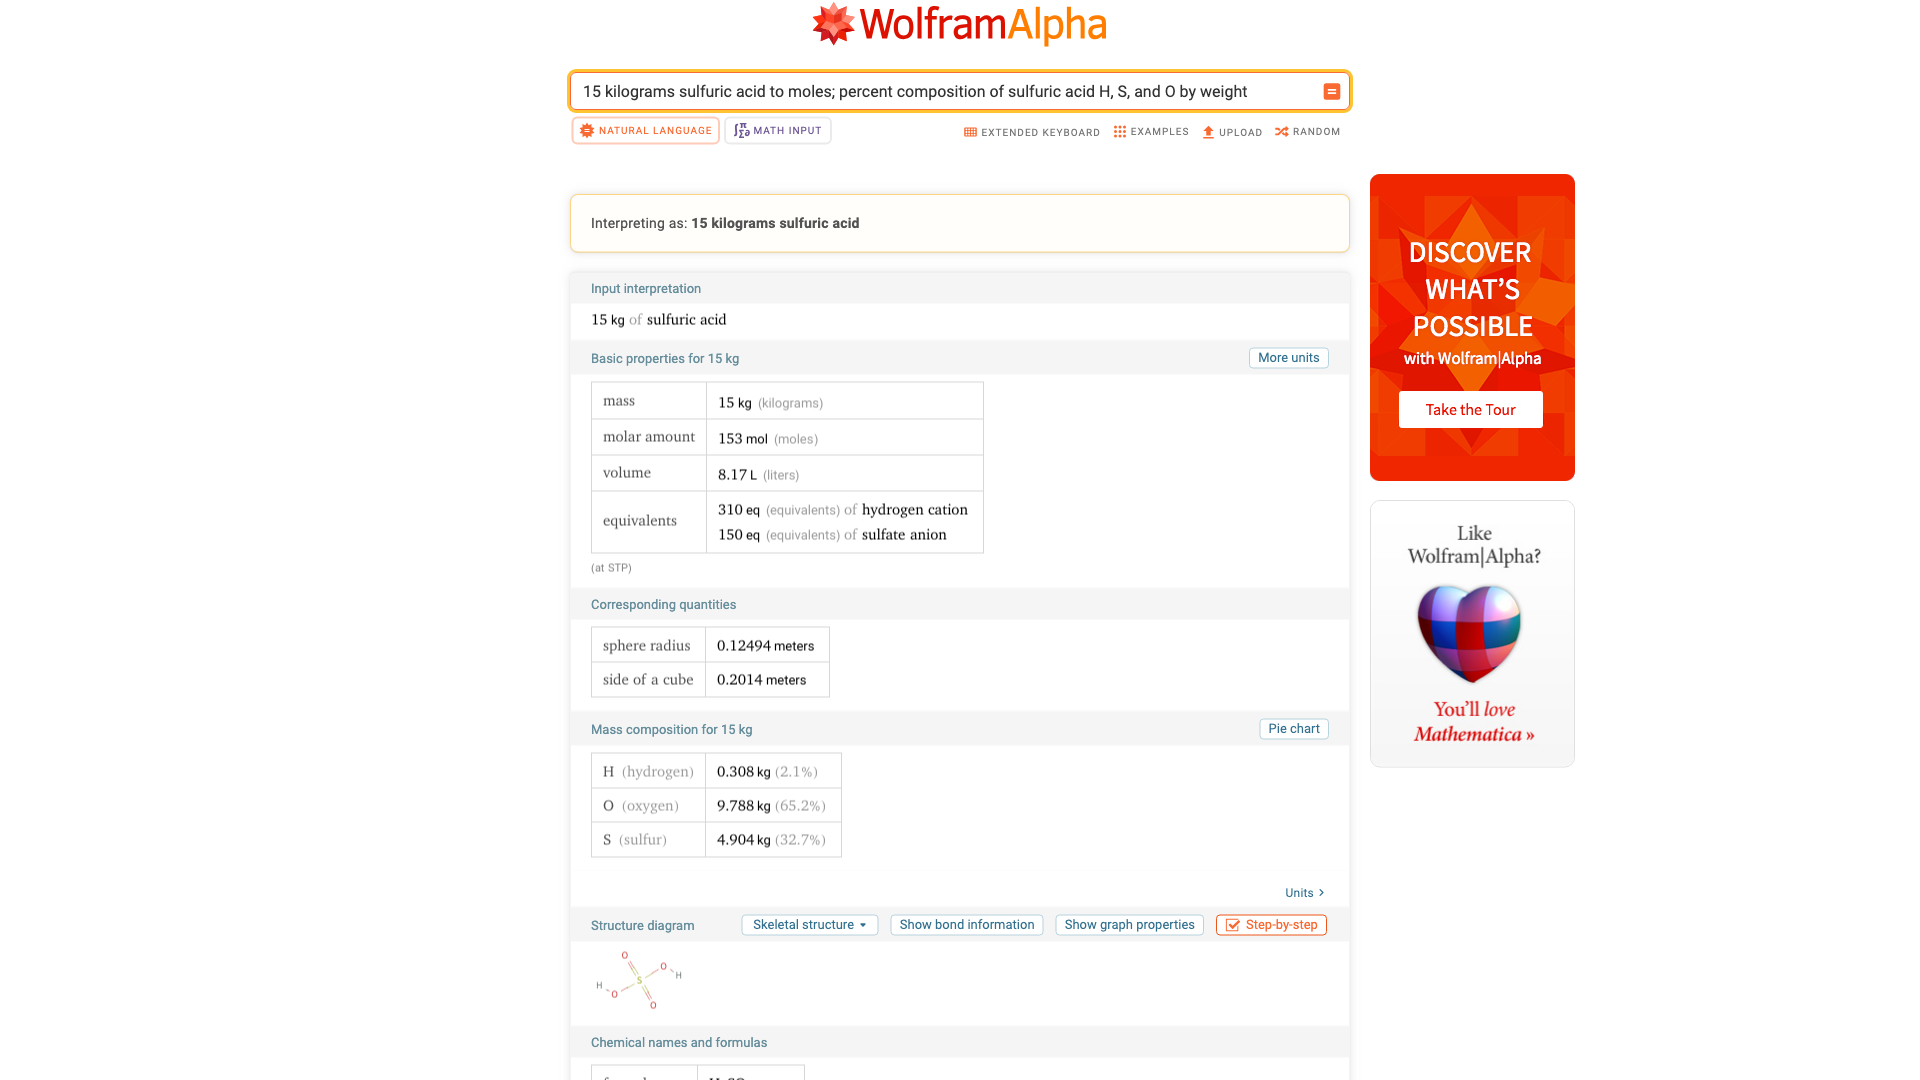 WolframAlpha
15 kilograms sulfuric acid to moles; percent composition of sulfuric acid H, S, and O by weight
NATURAL LANGUAGE
MATH INPUT
EXTENDED KEYBOARD
EXAMPLES
UPLOAD
RANDOM
Interpreting as: 15 kilograms sulfuric acid
Input interpretation
15 kg of sulfuric acid
Basic properties for 15 kg
More units
mass 15 kg (kilograms)
molar amount 153 mol (moles)
volume 8.17 L (liters)
equivalents 310 eq (equivalents) of hydrogen cation
150 eq (equivalents) of sulfate anion
(at STP)
Corresponding quantities
sphere radius 0.12494 meters
side of a cube 0.2014 meters
Mass composition for 15 kg
Pie chart
H (hydrogen) 0.308 kg (2.1%)
O (oxygen) 9.788 kg (65.2%)
S (sulfur) 4.904 kg (32.7%)
Units
Structure diagram
Skeletal structure
Show bond information
Show graph properties
Step-by-step
O
O
H
S
H
O
O
Chemical names and formulas
DISCOVER
WHAT'S
POSSIBLE
with Wolfram|Alpha
Take the Tour
Like
Wolfram|Alpha?
You'll love
Mathematica »